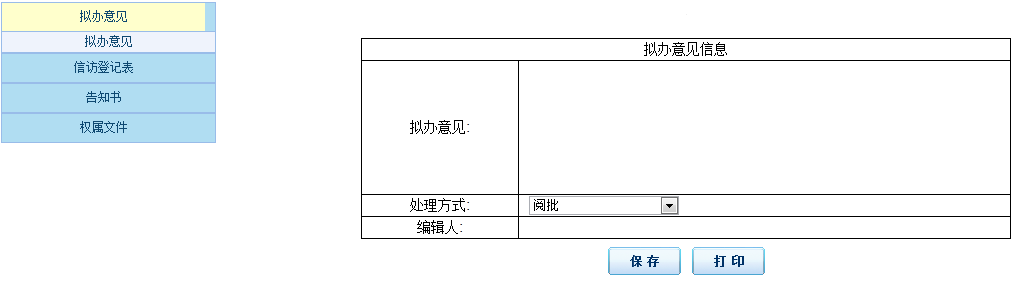 拟办意见
拟办意见
信访登记表
告知书
权属文件
拟办意见信息
拟办意见:
处理方式: 阅批
编辑人:
保 存 打 印